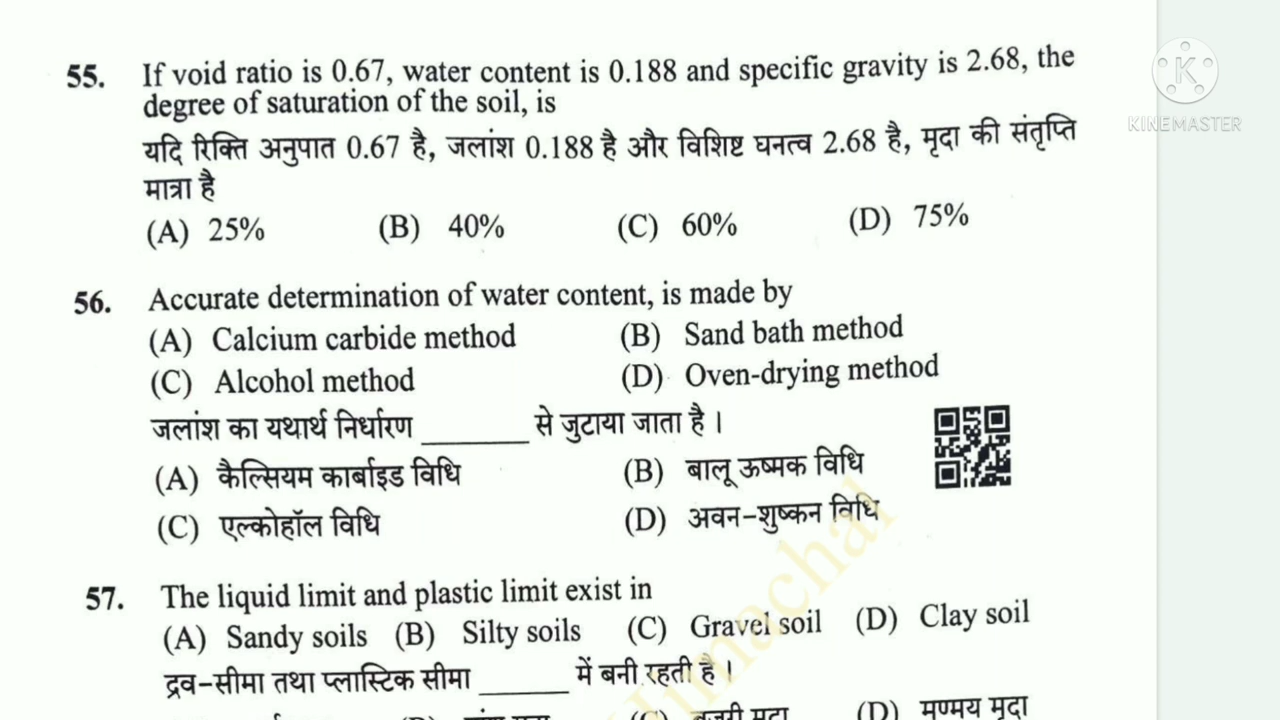 KINEMASTER
55. If void ratio is 0.67, water content is 0.188 and specific gravity is 2.68, the
degree of saturation of the soil, is
यदि रिक्ति अनुपात 0.67 है, जलांश 0.188 है और विशिष्ट घनत्व 2.68 है, मृदा की संतृप्ति
मात्रा है
(A) 25% (B) 40% (C) 60% (D) 75%
56. Accurate determination of water content, is made by
(A) Calcium carbide method (B) Sand bath method
(C) Alcohol method (D) Oven-drying method
जलांश का यथार्थ निर्धारण ________ से जुटाया जाता है।
(A) कैल्सियम कार्बाइड विधि (B) बालू ऊष्मक विधि
(C) एल्कोहॉल विधि (D) अवन-शुष्कन विधि
57. The liquid limit and plastic limit exist in
(A) Sandy soils (B) Silty soils (C) Gravel soil (D) Clay soil
द्रव-सीमा तथा प्लास्टिक सीमा ________ में बनी रहती है।
(C) बजरी मृदा (D) मृण्मय मृदा
Himachal